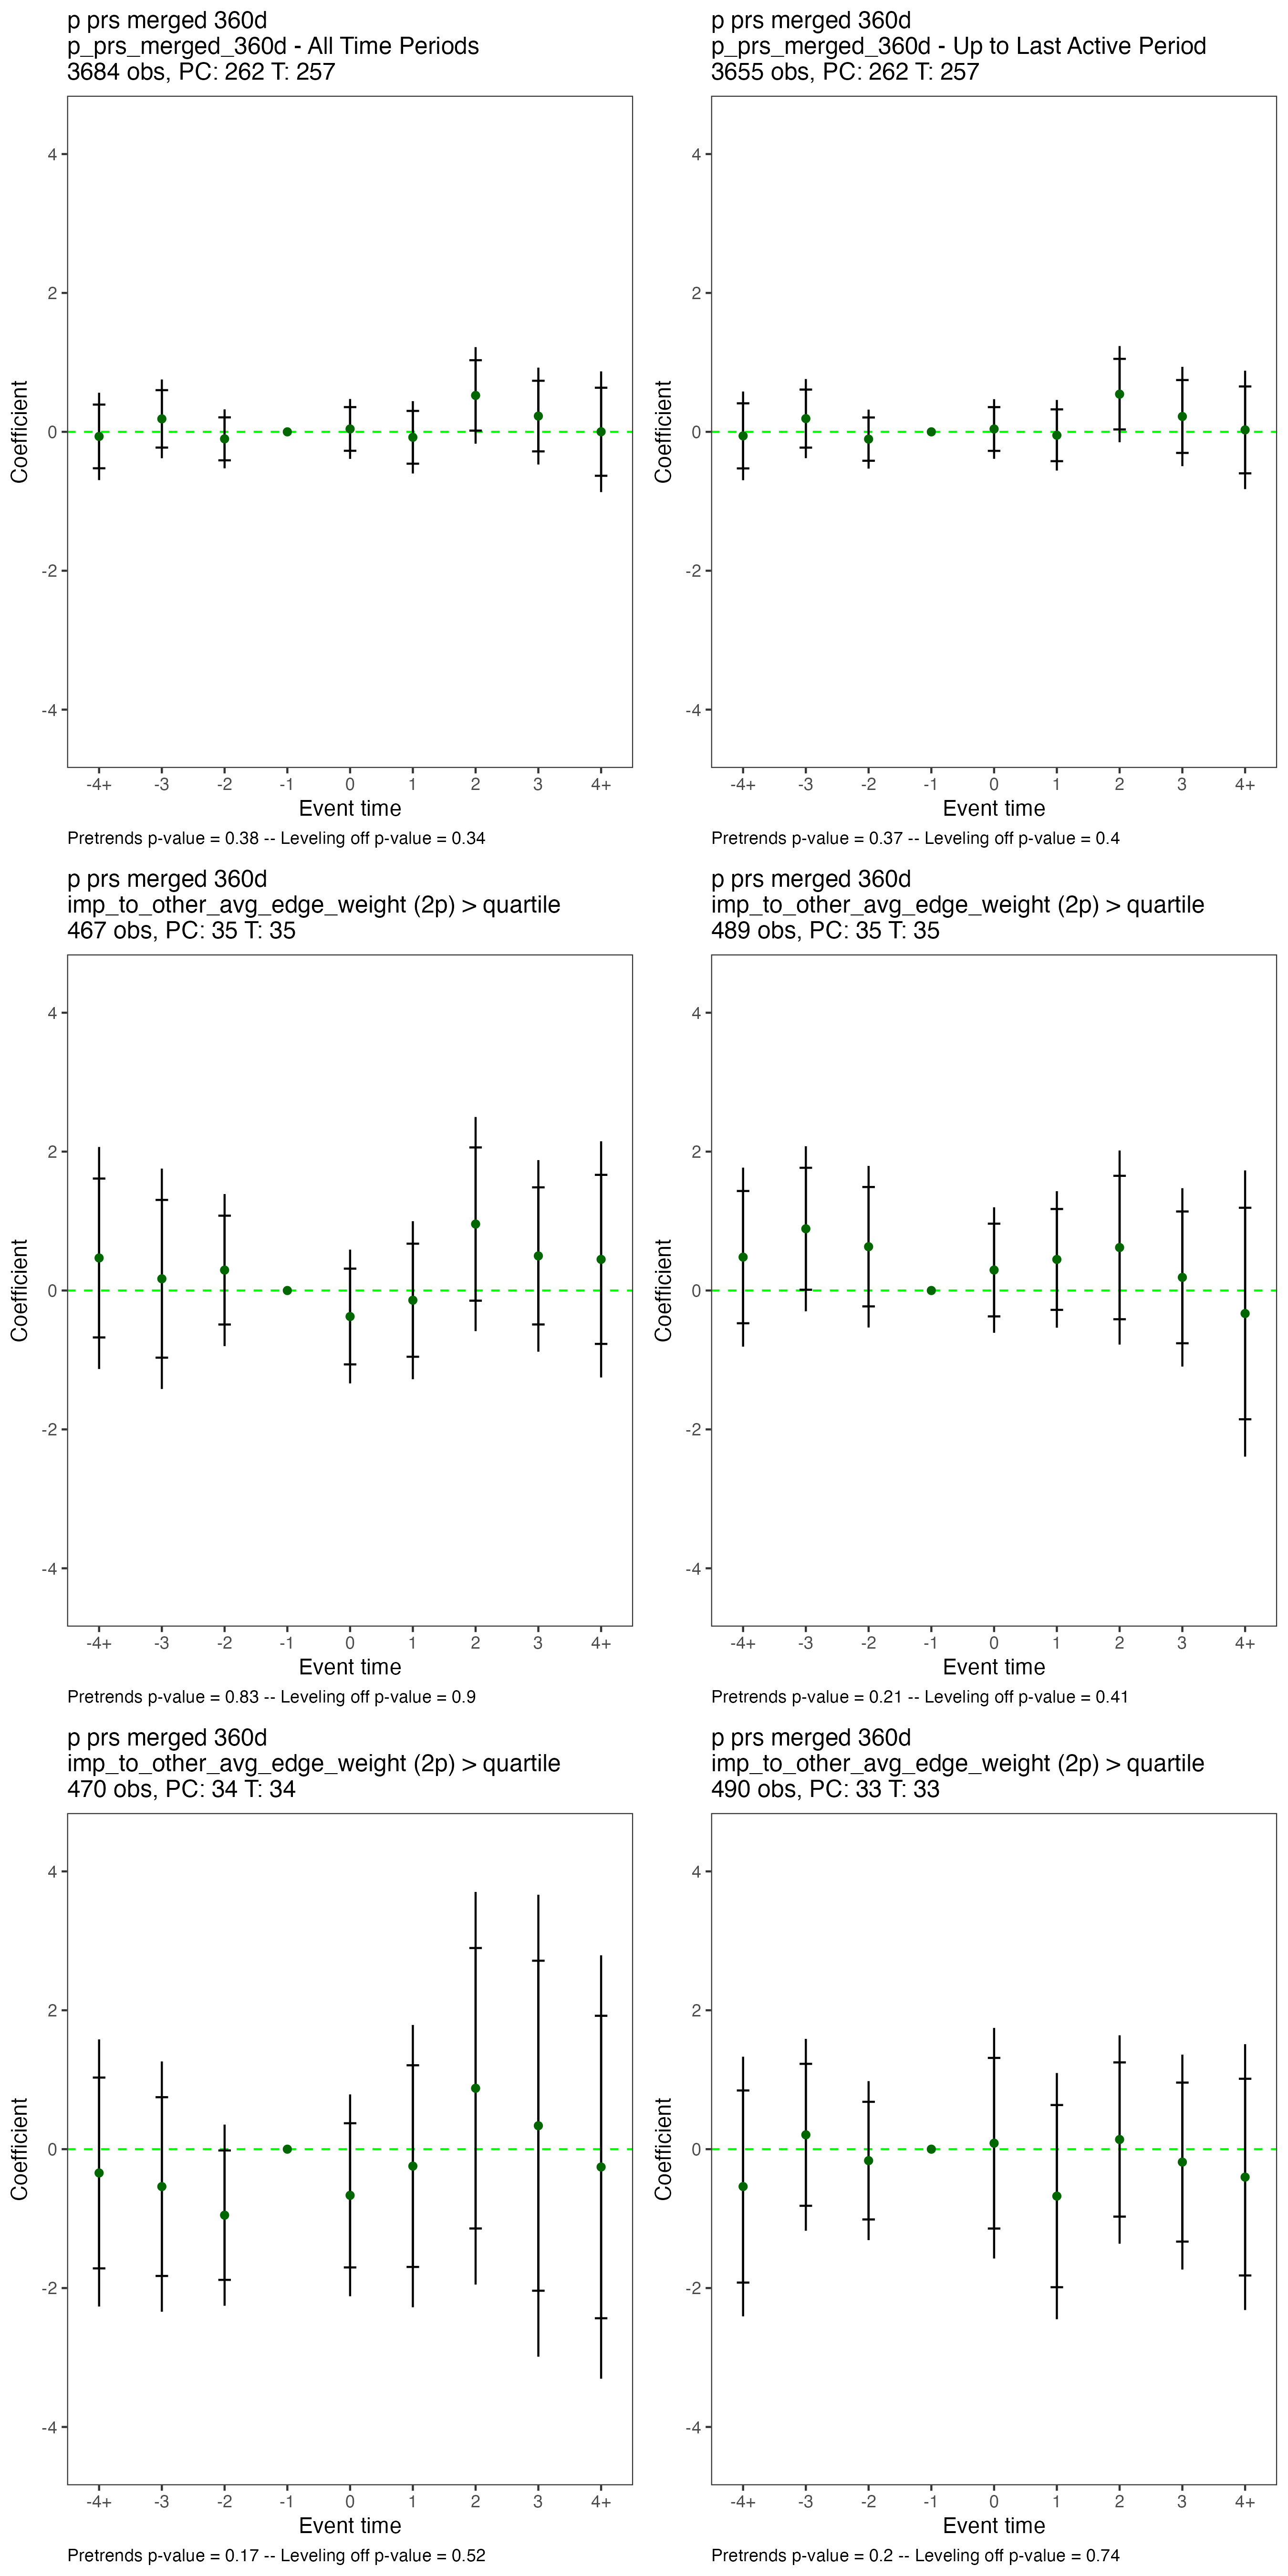 p prs merged 360d
p_prs_merged_360d - All Time Periods
3684 obs, PC: 262 T: 257
4
2
0
-2
-4
Coefficient
-4+ -3 -2 -1 0 1 2 3 4+
Event time
Pretrends p-value = 0.38 -- Leveling off p-value = 0.34
p prs merged 360d
p_prs_merged_360d - Up to Last Active Period
3655 obs, PC: 262 T: 257
4
2
0
-2
-4
Coefficient
-4+ -3 -2 -1 0 1 2 3 4+
Event time
Pretrends p-value = 0.37 -- Leveling off p-value = 0.4
p prs merged 360d
imp_to_other_avg_edge_weight (2p) > quartile
467 obs, PC: 35 T: 35
4
2
0
-2
-4
Coefficient
-4+ -3 -2 -1 0 1 2 3 4+
Event time
Pretrends p-value = 0.83 -- Leveling off p-value = 0.9
p prs merged 360d
imp_to_other_avg_edge_weight (2p) > quartile
489 obs, PC: 35 T: 35
4
2
0
-2
-4
Coefficient
-4+ -3 -2 -1 0 1 2 3 4+
Event time
Pretrends p-value = 0.21 -- Leveling off p-value = 0.41
p prs merged 360d
imp_to_other_avg_edge_weight (2p) > quartile
470 obs, PC: 34 T: 34
4
2
0
-2
-4
Coefficient
-4+ -3 -2 -1 0 1 2 3 4+
Event time
Pretrends p-value = 0.17 -- Leveling off p-value = 0.52
p prs merged 360d
imp_to_other_avg_edge_weight (2p) > quartile
490 obs, PC: 33 T: 33
4
2
0
-2
-4
Coefficient
-4+ -3 -2 -1 0 1 2 3 4+
Event time
Pretrends p-value = 0.2 -- Leveling off p-value = 0.74